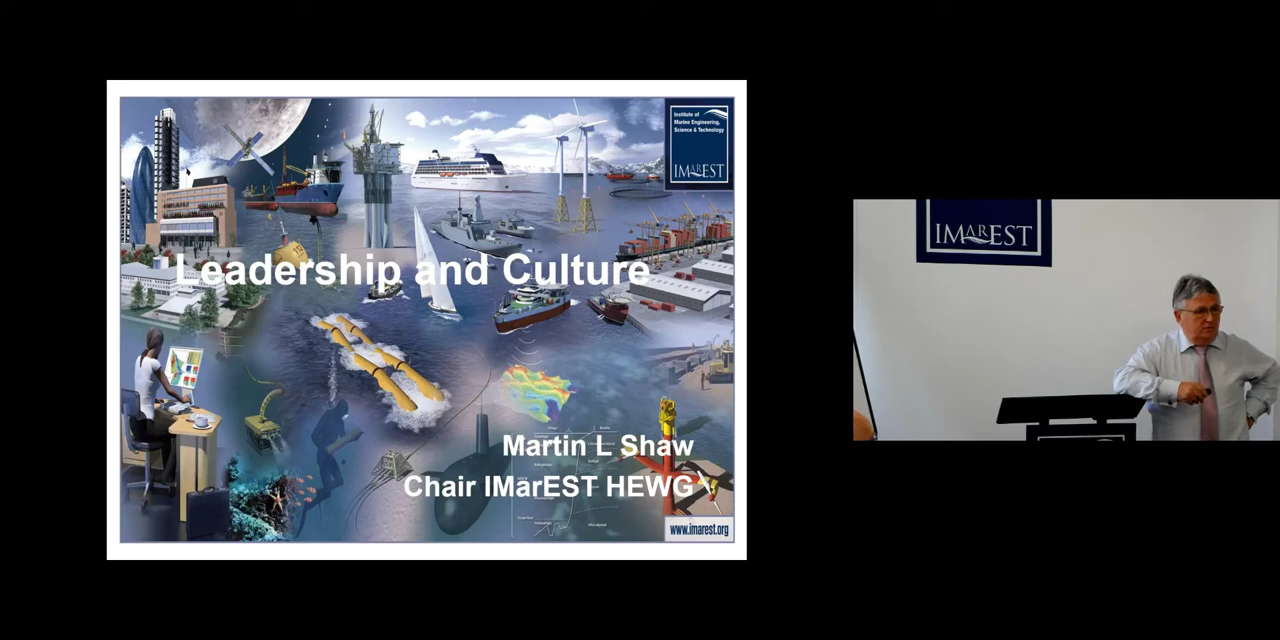 Institute of
Marine Engineering,
Science & Technology
IMarEST
Leadership and Culture
Martin L Shaw
Chair IMarEST HEWG
www.imarest.org
IMarEST